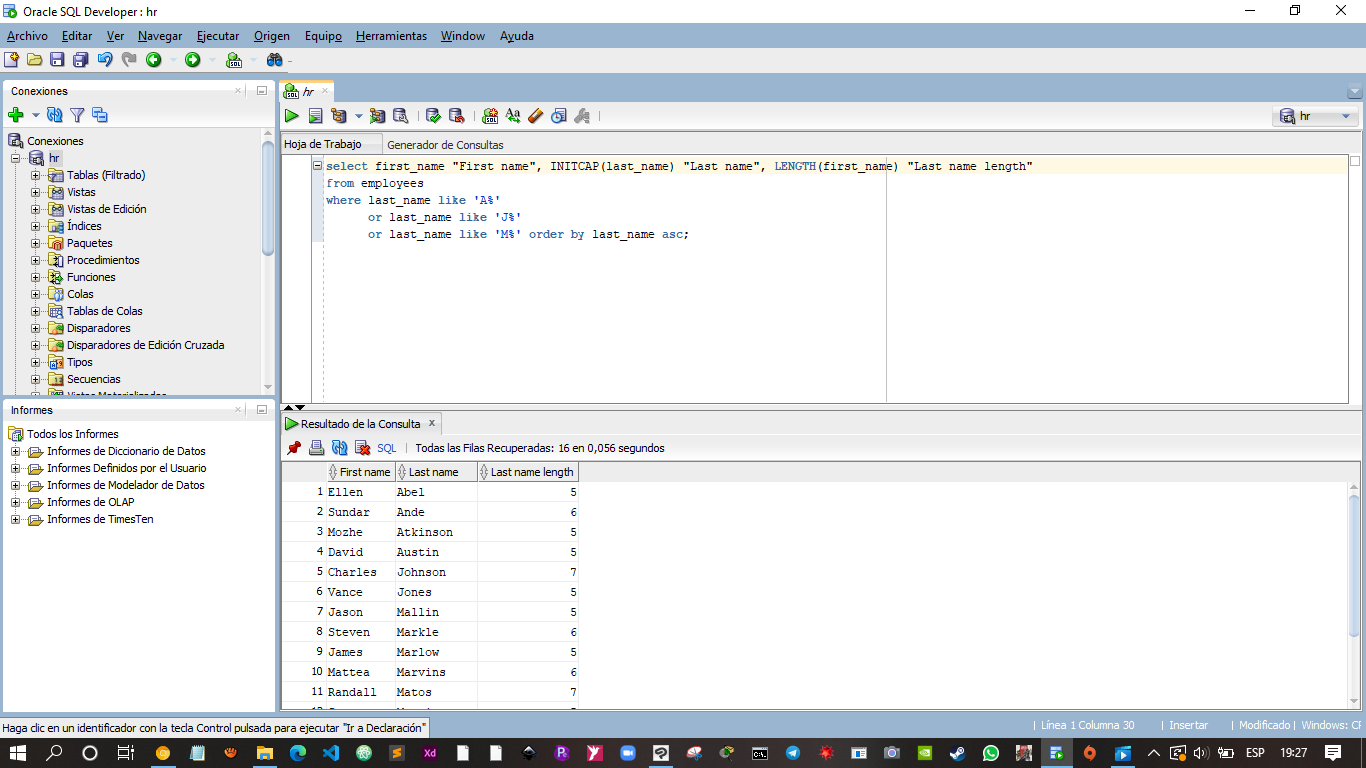 Oracle SQL Developer : hr
Archivo Editar Ver Navegar Ejecutar Origen Equipo Herramientas Window Ayuda
Conexiones
Conexiones
hr
Tablas (Filtrado)
Vistas
Vistas de Edición
Índices
Paquetes
Procedimientos
Funciones
Colas
Tablas de Colas
Disparadores
Disparadores de Edición Cruzada
Tipos
Secuencias
Informes
Todos los Informes
Informes de Diccionario de Datos
Informes Definidos por el Usuario
Informes de Modelador de Datos
Informes de OLAP
Informes de TimesTen
hr
hr
Hoja de Trabajo Generador de Consultas
select first_name "First name", INITCAP(last_name) "Last name", LENGTH(first_name) "Last name length"
from employees
where last_name like 'A%'
or last_name like 'J%'
or last_name like 'M%' order by last_name asc;
Resultado de la Consulta
SQL Todas las Filas Recuperadas: 16 en 0,056 segundos
First name Last name Last name length
1 Ellen Abel 5
2 Sundar Ande 6
3 Mozhe Atkinson 5
4 David Austin 5
5 Charles Johnson 7
6 Vance Jones 5
7 Jason Mallin 5
8 Steven Markle 6
9 James Marlow 5
10 Mattea Marvins 6
11 Randall Matos 7
Haga clic en un identificador con la tecla Control pulsada para ejecutar "Ir a Declaración"
Línea 1 Columna 30 Insertar Modificado Windows:
ESP 19:27